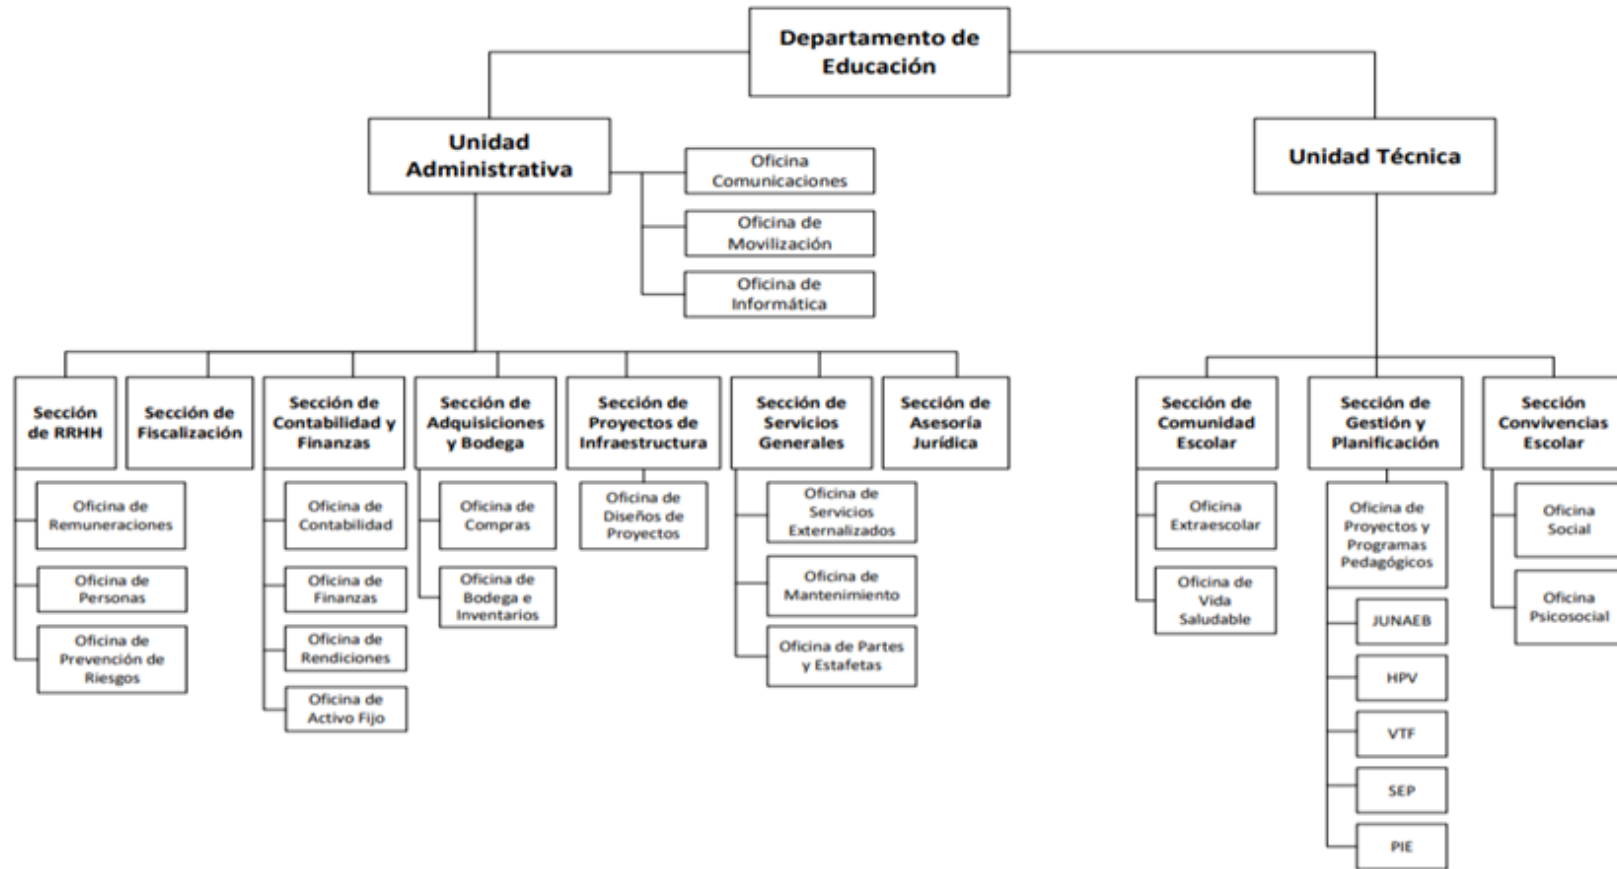 Departamento de
Educación
Unidad
Administrativa
Unidad Técnica
Oficina
Comunicaciones
Oficina de
Movilización
Oficina de
Informática
Sección
de RRHH
Sección de
Fiscalización
Sección de
Contabilidad y
Finanzas
Sección de
Adquisiciones
y Bodega
Sección de
Proyectos de
Infraestructura
Sección de
Servicios
Generales
Sección de
Asesoría
Jurídica
Sección de
Comunidad
Escolar
Sección de
Gestión y
Planificación
Sección
Convivencias
Escolar
Oficina de
Remuneraciones
Oficina de
Personas
Oficina de
Prevención de
Riesgos
Oficina de
Contabilidad
Oficina de
Finanzas
Oficina de
Rendiciones
Oficina de
Activo Fijo
Oficina de
Compras
Oficina de
Bodega e
Inventarios
Oficina de
Diseños de
Proyectos
Oficina de
Servicios
Externalizados
Oficina de
Mantenimiento
Oficina de Partes
y Estafetas
Oficina
Extraescolar
Oficina de
Vida
Saludable
Oficina de
Proyectos y
Programas
Pedagógicos
JUNAEB
HPV
VTF
SEP
PIE
Oficina
Social
Oficina
Psicosocial